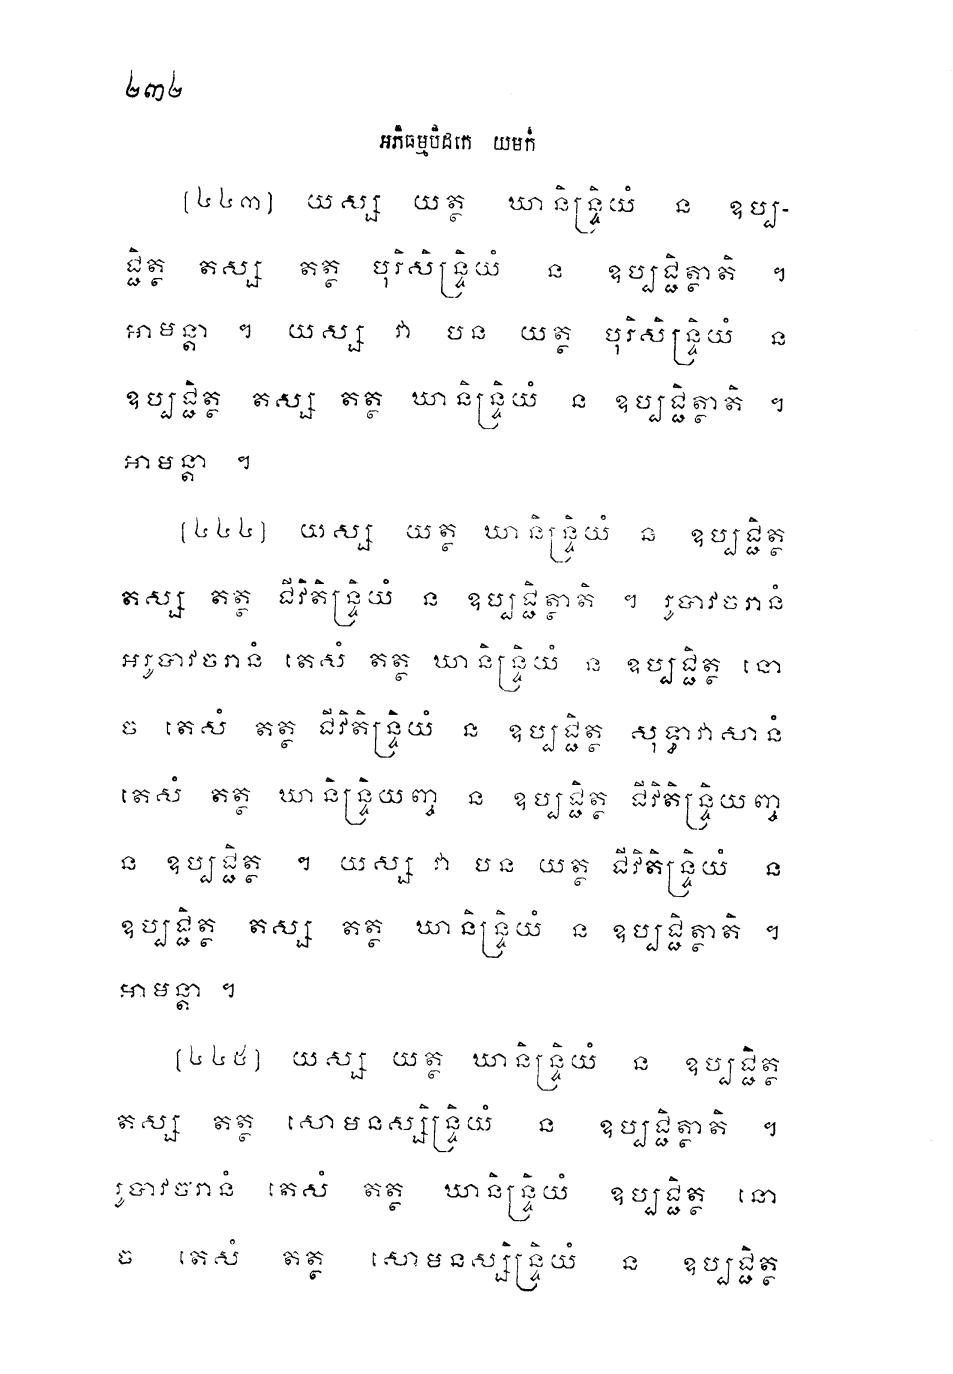 ២៣២
អភិធម្មបិដកេ យមកំ
(៤៤៣) យស្ស យត្ថ ឃានិន្ទ្រិយំ ន ឧប្ប-
ជ្ជិត្ថ តស្ស តត្ថ បុរិសិន្ទ្រិយំ ន ឧប្បជ្ជិត្ថាតិ ។
អាមន្តា ។ យស្ស វា បន យត្ថ បុរិសិន្ទ្រិយំ ន
ឧប្បជ្ជិត្ថ តស្ស តត្ថ ឃានិន្ទ្រិយំ ន ឧប្បជ្ជិត្ថាតិ ។
អាមន្តា ។
(៤៤៤) យស្ស យត្ថ ឃានិន្ទ្រិយំ ន ឧប្បជ្ជិត្ថ
តស្ស តត្ថ ជីវិតិន្ទ្រិយំ ន ឧប្បជ្ជិត្ថាតិ ។ រូបាវចរានំ
អរូបាវចរានំ តេសំ តត្ថ ឃានិន្ទ្រិយំ ន ឧប្បជ្ជិត្ថ នោ
ច តេសំ តត្ថ ជីវិតិន្ទ្រិយំ ន ឧប្បជ្ជិត្ថ សុទ្ធាវាសានំ
តេសំ តត្ថ ឃានិន្ទ្រិយញ្ច ន ឧប្បជ្ជិត្ថ ជីវិតិន្ទ្រិយញ្ច
ន ឧប្បជ្ជិត្ថ ។ យស្ស វា បន យត្ថ ជីវិតិន្ទ្រិយំ ន
ឧប្បជ្ជិត្ថ តស្ស តត្ថ ឃានិន្ទ្រិយំ ន ឧប្បជ្ជិត្ថាតិ ។
អាមន្តា ។
(៤៤៥) យស្ស យត្ថ ឃានិន្ទ្រិយំ ន ឧប្បជ្ជិត្ថ
តស្ស តត្ថ សោមនស្សិន្ទ្រិយំ ន ឧប្បជ្ជិត្ថាតិ ។
រូបាវចរានំ តេសំ តត្ថ ឃានិន្ទ្រិយំ ឧប្បជ្ជិត្ថ នោ
ច តេសំ តត្ថ សោមនស្សិន្ទ្រិយំ ន ឧប្បជ្ជិត្ថ